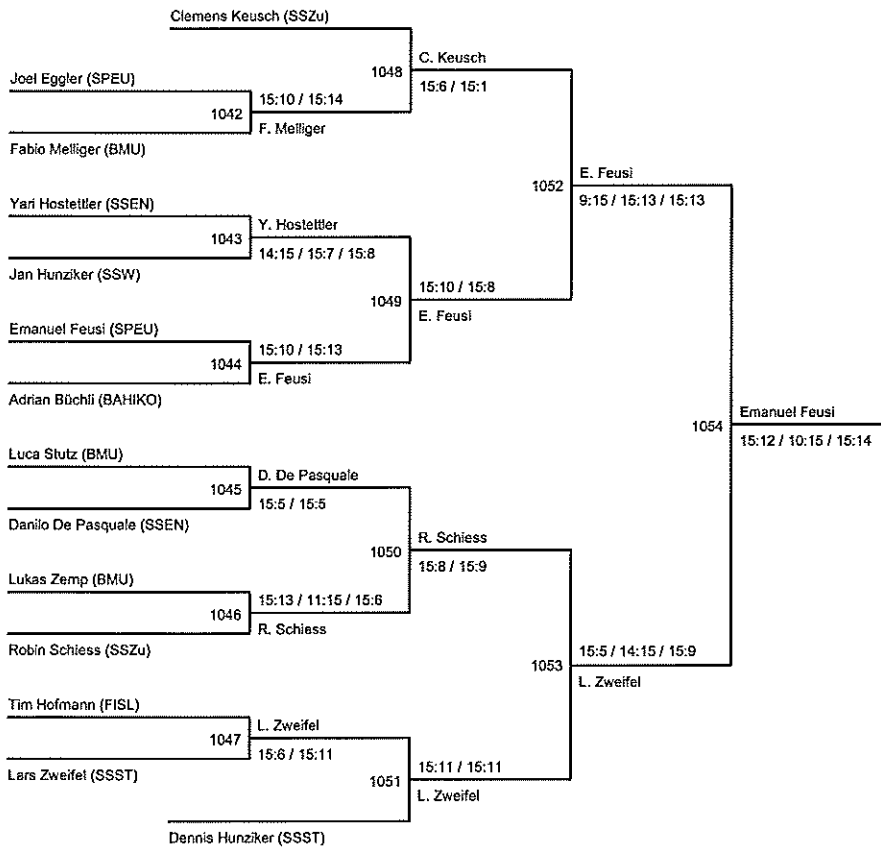 Clemens Keusch (SSZu)
1048
C. Keusch
15:6 / 15:1
Joel Eggler (SPEU)
1042
15:10 / 15:14
F. Melliger
Fabio Melliger (BMU)
1052
E. Feusi
9:15 / 15:13 / 15:13
Yari Hostettler (SSEN)
1043
Y. Hostettler
14:15 / 15:7 / 15:8
Jan Hunziker (SSW)
1049
15:10 / 15:8
E. Feusi
Emanuel Feusi (SPEU)
1044
15:10 / 15:13
E. Feusi
Adrian Büchli (BAHIKO)
1054
Emanuel Feusi
15:12 / 10:15 / 15:14
Luca Stutz (BMU)
1045
D. De Pasquale
15:5 / 15:5
Danilo De Pasquale (SSEN)
1050
R. Schiess
15:8 / 15:9
Lukas Zemp (BMU)
1046
15:13 / 11:15 / 15:6
R. Schiess
Robin Schiess (SSZu)
1053
15:5 / 14:15 / 15:9
L. Zweifel
Tim Hofmann (FISL)
1047
L. Zweifel
15:6 / 15:11
Lars Zweifel (SSST)
1051
15:11 / 15:11
L. Zweifel
Dennis Hunziker (SSST)